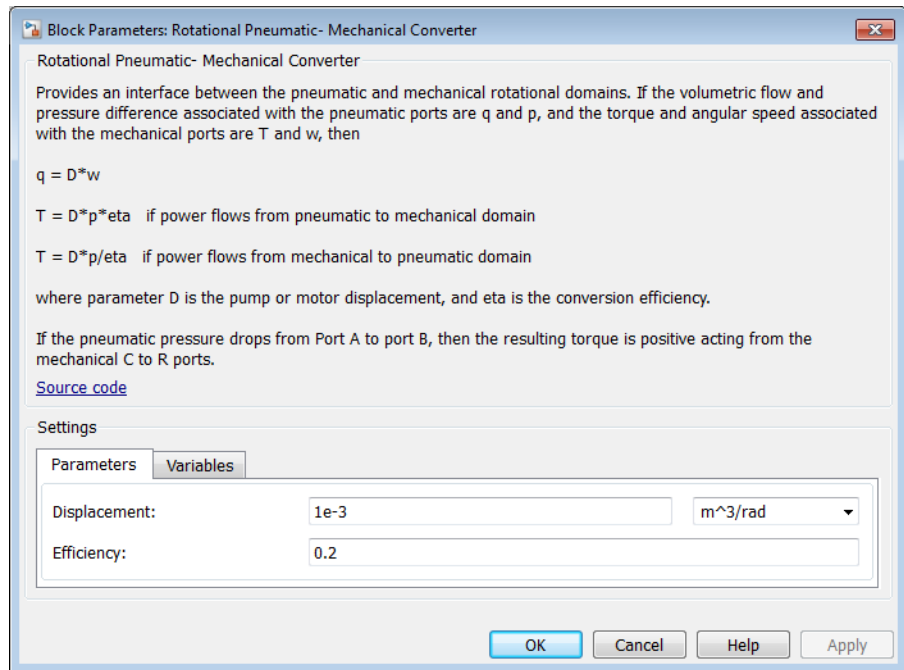 Block Parameters: Rotational Pneumatic- Mechanical Converter
Rotational Pneumatic- Mechanical Converter
Provides an interface between the pneumatic and mechanical rotational domains. If the volumetric flow and
pressure difference associated with the pneumatic ports are q and p, and the torque and angular speed associated
with the mechanical ports are T and w, then
q = D*w
T = D*p*eta   if power flows from pneumatic to mechanical domain
T = D*p/eta   if power flows from mechanical to pneumatic domain
where parameter D is the pump or motor displacement, and eta is the conversion efficiency.
If the pneumatic pressure drops from Port A to port B, then the resulting torque is positive acting from the
mechanical C to R ports.
Source code
Settings
Parameters Variables
Displacement: 1e-3 m^3/rad
Efficiency: 0.2
OK Cancel Help Apply